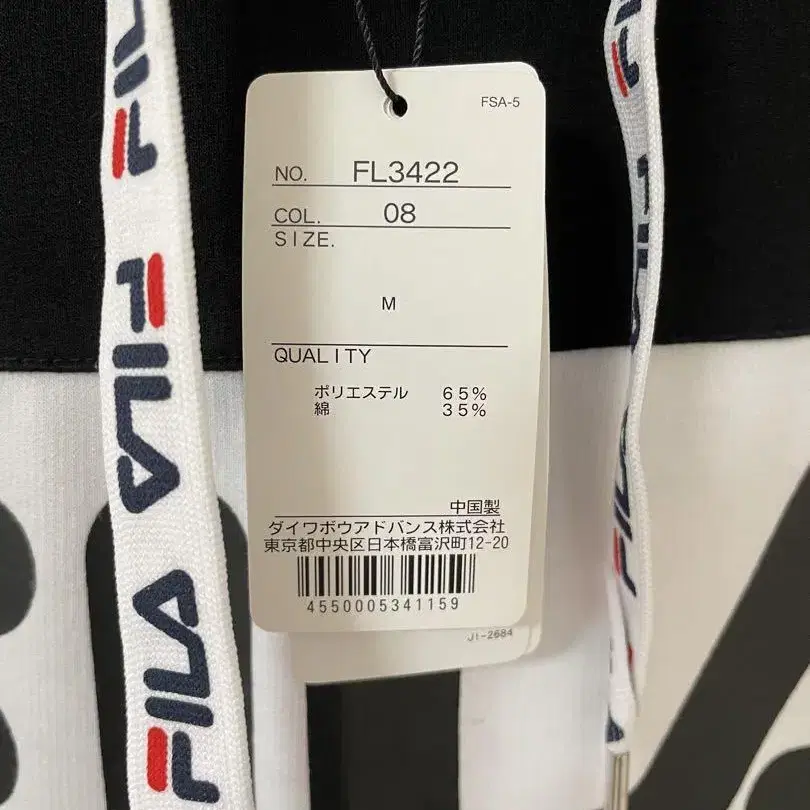 FSA-5
NO. FL3422
COL. 08
SIZE.
M
QUALITY
ポリエステル 65%
綿 35%
中国製
ダイワボウアドバンス株式会社
東京都中央区日本橋富沢町12-20
4550005341159
J1-2684
FILA
FILA
FILA
FILA
FILA
FILA